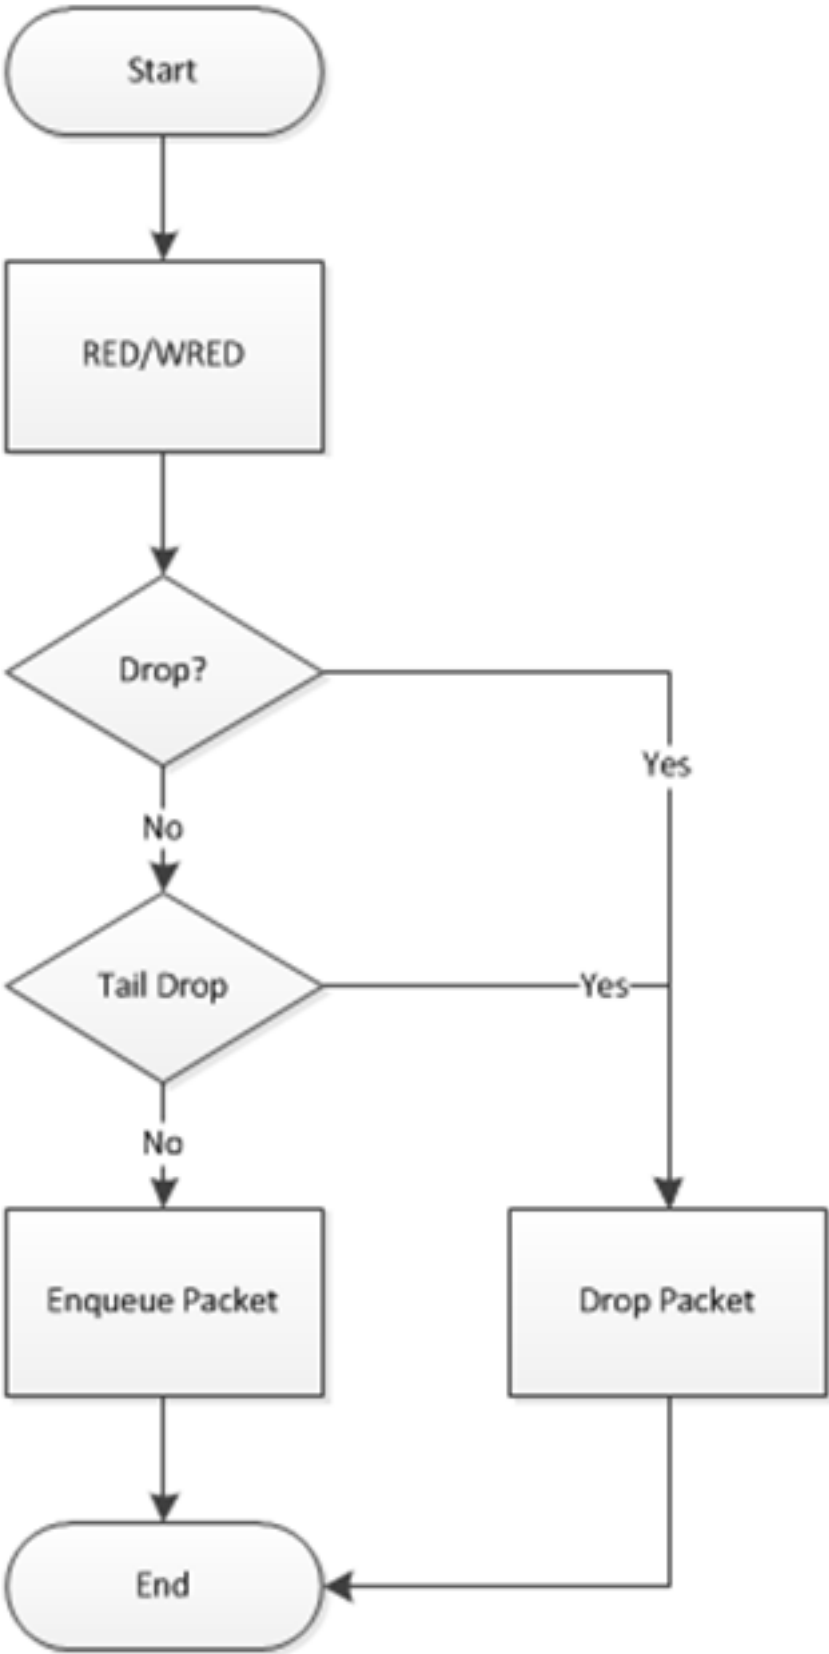 Start
RED/WRED
Drop?
Yes
No
Tail Drop
Yes
No
Enqueue Packet
Drop Packet
End